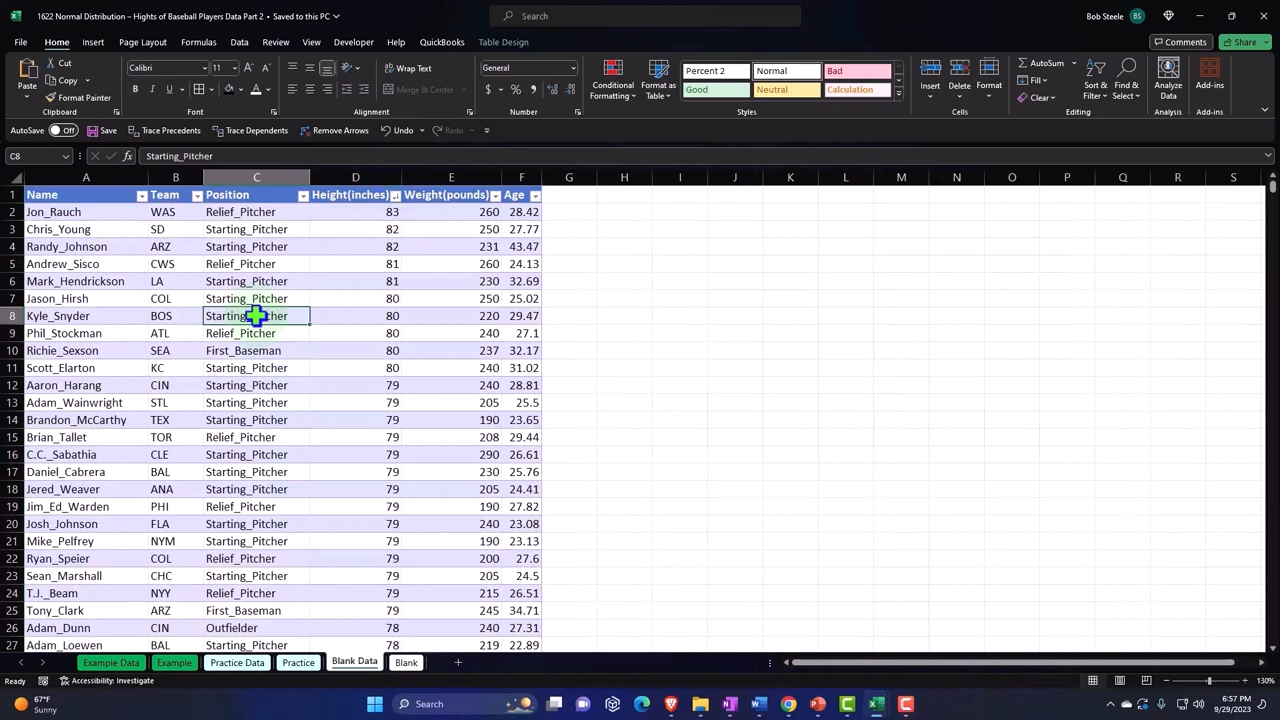 1622 Normal Distribution – Hights of Baseball Players Data Part 2 • Saved to this PC
Search
Bob Steele
BS
File Home Insert Page Layout Formulas Data Review View Developer Help QuickBooks Table Design
Comments
Share
Paste
Cut
Copy
Format Painter
Clipboard
Calibri
11
B I U
Font
Wrap Text
Merge & Center
Alignment
General
$ % ,
Number
Conditional Formatting
Format as Table
Percent 2 Normal Bad
Good Neutral Calculation
Styles
Insert Delete Format
Cells
AutoSum
Fill
Clear
Sort & Filter
Find & Select
Editing
Analyze Data
Analysis
Add-ins
Add-ins
AutoSave Off Save Trace Precedents Trace Dependents Remove Arrows Undo Redo
C8
fx
Starting_Pitcher
A B C D E F G H I J K L M N O P Q R S
1 Name Team Position Height(inches) Weight(pounds) Age
2 Jon_Rauch WAS Relief_Pitcher 83 260 28.42
3 Chris_Young SD Starting_Pitcher 82 250 27.77
4 Randy_Johnson ARZ Starting_Pitcher 82 231 43.47
5 Andrew_Sisco CWS Relief_Pitcher 81 260 24.13
6 Mark_Hendrickson LA Starting_Pitcher 81 230 32.69
7 Jason_Hirsh COL Starting_Pitcher 80 250 25.02
8 Kyle_Snyder BOS Starting_Pitcher 80 220 29.47
9 Phil_Stockman ATL Relief_Pitcher 80 240 27.1
10 Richie_Sexson SEA First_Baseman 80 237 32.17
11 Scott_Elarton KC Starting_Pitcher 80 240 31.02
12 Aaron_Harang CIN Starting_Pitcher 79 240 28.81
13 Adam_Wainwright STL Starting_Pitcher 79 205 25.5
14 Brandon_McCarthy TEX Starting_Pitcher 79 190 23.65
15 Brian_Tallet TOR Relief_Pitcher 79 208 29.44
16 C.C._Sabathia CLE Starting_Pitcher 79 290 26.61
17 Daniel_Cabrera BAL Starting_Pitcher 79 230 25.76
18 Jered_Weaver ANA Starting_Pitcher 79 205 24.41
19 Jim_Ed_Warden PHI Relief_Pitcher 79 190 27.82
20 Josh_Johnson FLA Starting_Pitcher 79 240 23.08
21 Mike_Pelfrey NYM Starting_Pitcher 79 190 23.13
22 Ryan_Speier COL Relief_Pitcher 79 200 27.6
23 Sean_Marshall CHC Starting_Pitcher 79 205 24.5
24 T.J._Beam NYY Relief_Pitcher 79 215 26.51
25 Tony_Clark ARZ First_Baseman 79 245 34.71
26 Adam_Dunn CIN Outfielder 78 240 27.31
27 Adam_Loewen BAL Starting_Pitcher 78 219 22.89
Example Data Example Practice Data Practice Blank Data Blank
Ready
Accessibility: Investigate
130%
67°F
Sunny
Search
6:57 PM
9/29/2023